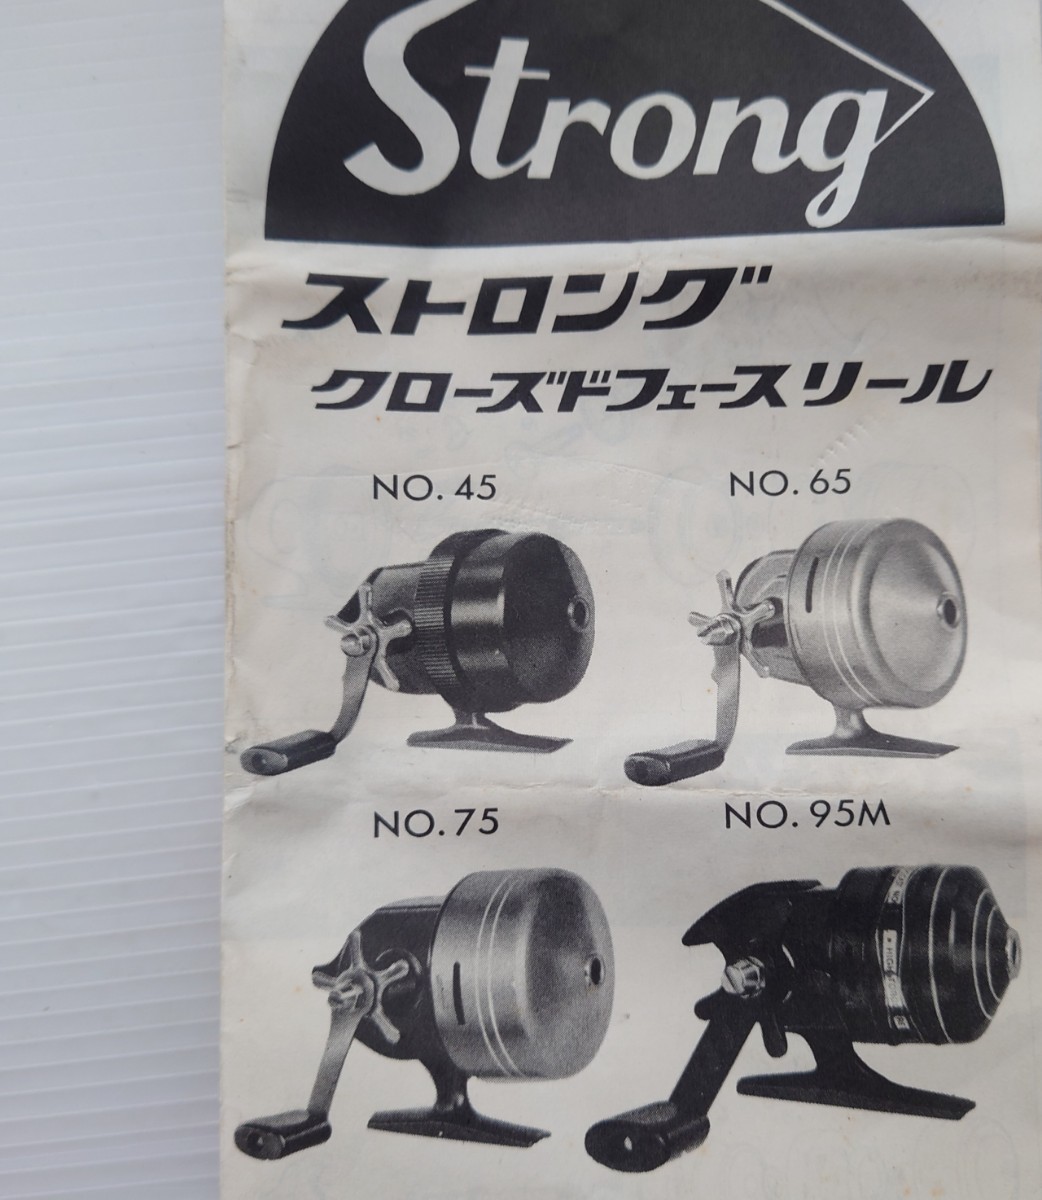 Strong
ストロング
クローズドフェースリール
NO. 45
NO. 65
NO. 75
NO. 95M